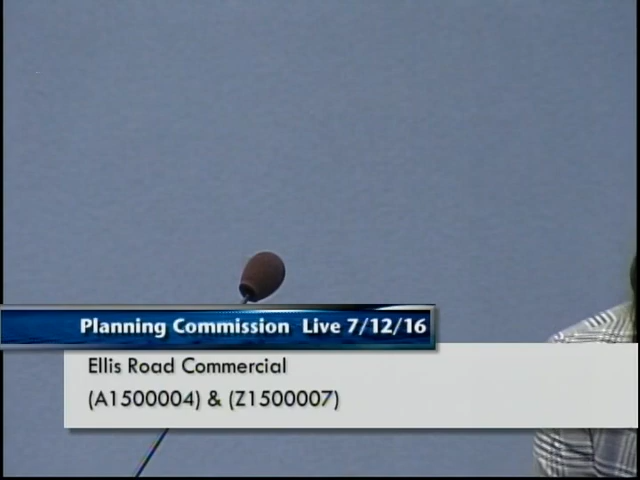 Planning Commission Live 7/12/16
Ellis Road Commercial
(A1500004) & (Z1500007)